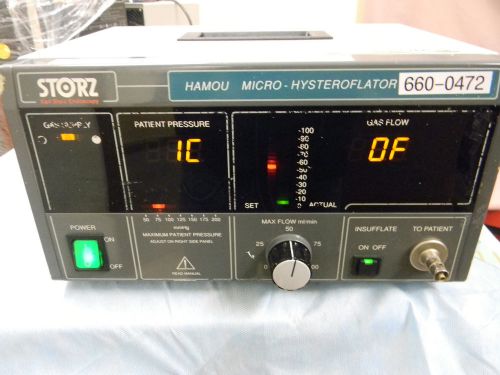 STORZ
Karl Storz Endoscopy
HAMOU MICRO-HYSTEROFLATOR
660-0472
GAS SUPPLY
PATIENT PRESSURE
GAS FLOW
1C
0F
-100
-90
-80
-70
-60
-50
-40
-30
-20
-10
0
SET
ACTUAL
50 75 100 125 150 175 200
mmHg
MAXIMUM PATIENT PRESSURE
ADJUST ON RIGHT SIDE PANEL
READ MANUAL
POWER
ON
OFF
MAX FLOW ml/min
50
25
75
0
100
INSUFFLATE
ON OFF
TO PATIENT